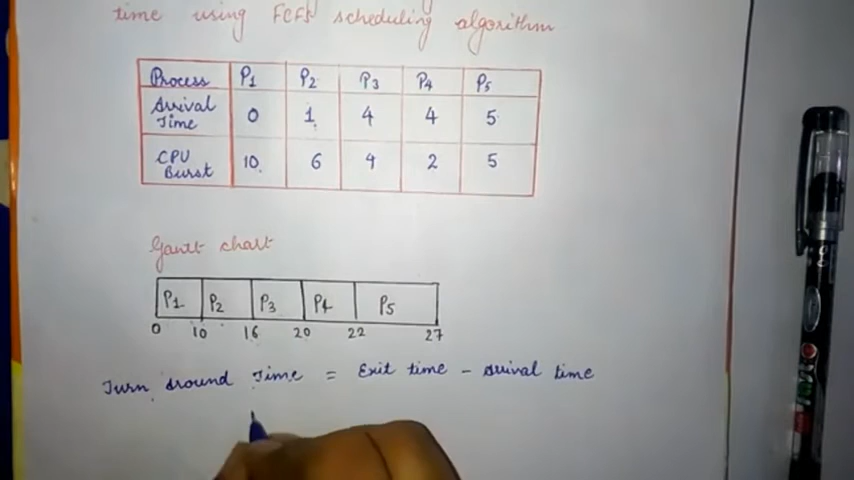 time using FCFS scheduling algorithm
Process P1 P2 P3 P4 P5
Arrival Time 0 1 4 4 5
CPU Burst 10 6 4 2 5
Gantt chart
P1 P2 P3 P4 P5
0 10 16 20 22 27
Turn around Time = Exit time - Arrival time